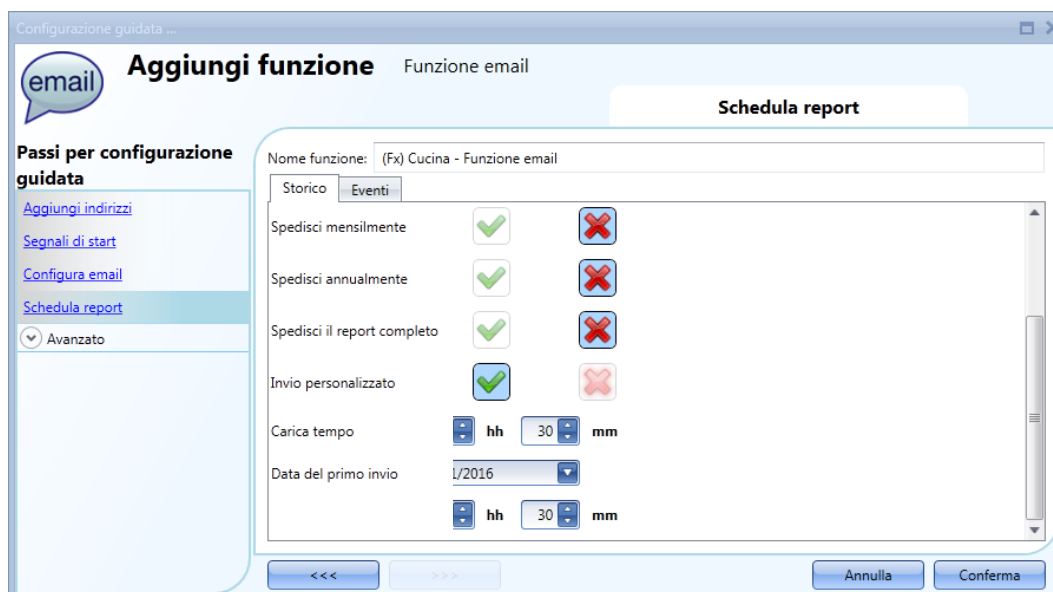 Configurazione guidata ...
email
Aggiungi funzione Funzione email
Schedula report
Passi per configurazione
guidata
Aggiungi indirizzi
Segnali di start
Configura email
Schedula report
Avanzato
Nome funzione: (Fx) Cucina - Funzione email
Storico Eventi
Spedisci mensilmente
Spedisci annualmente
Spedisci il report completo
Invio personalizzato
Carica tempo hh 30 mm
Data del primo invio /2016
hh 30 mm
<<< >>> Annulla Conferma